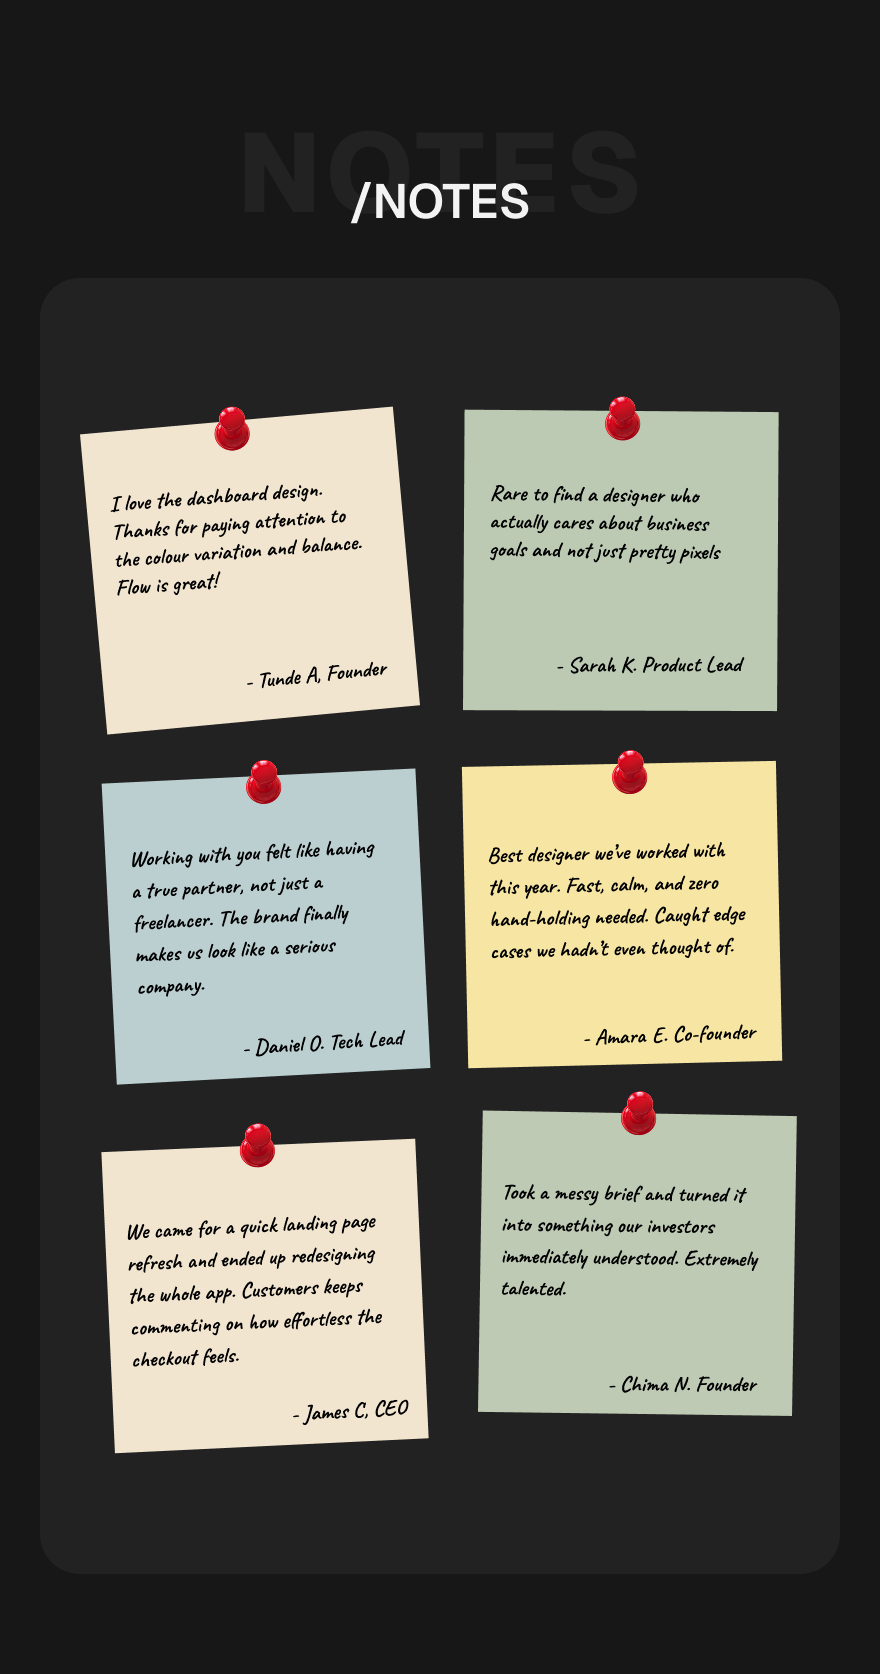 NOTES
/NOTES
I love the dashboard design.
Thanks for paying attention to
the colour variation and balance.
Flow is great!
- Tunde A, Founder
Rare to find a designer who
actually cares about business
goals and not just pretty pixels
- Sarah K. Product Lead
Working with you felt like having
a true partner, not just a
freelancer. The brand finally
makes us look like a serious
company.
- Daniel O. Tech Lead
Best designer we've worked with
this year. Fast, calm, and zero
hand-holding needed. Caught edge
cases we hadn't even thought of.
- Amara E. Co-founder
We came for a quick landing page
refresh and ended up redesigning
the whole app. Customers keeps
commenting on how effortless the
checkout feels.
- James C, CEO
Took a messy brief and turned it
into something our investors
immediately understood. Extremely
talented.
- Chima N. Founder